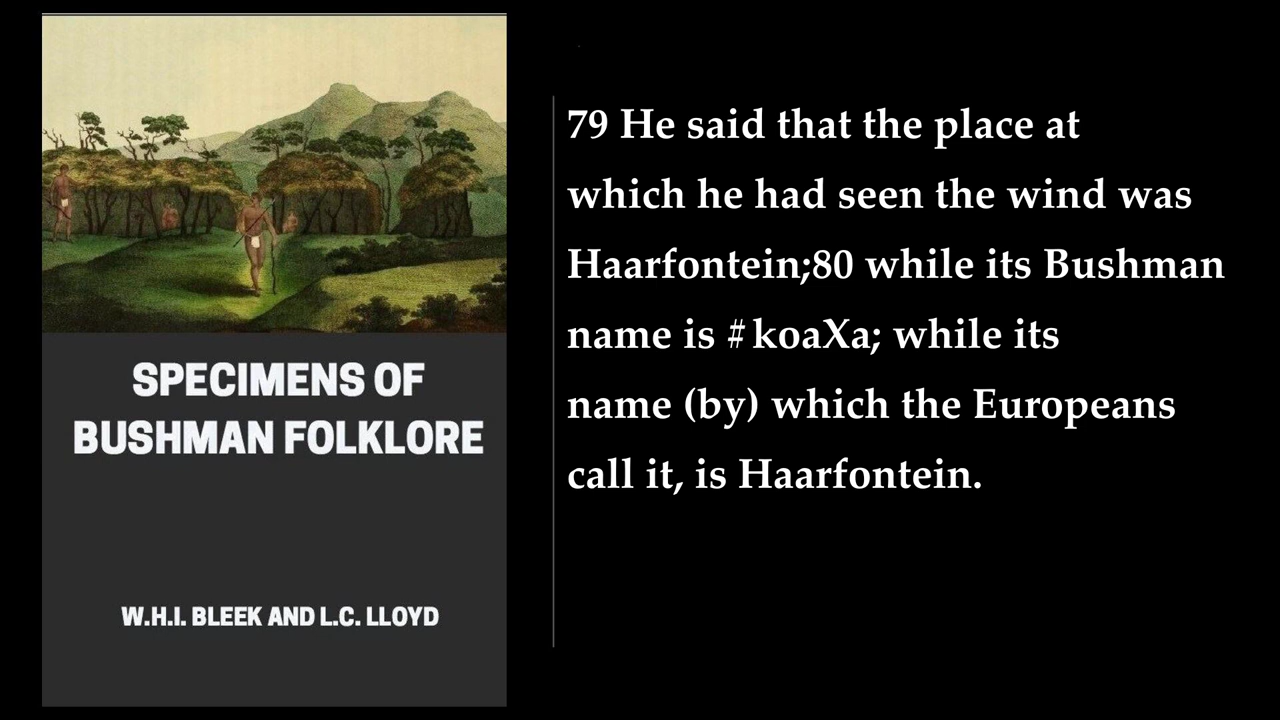 SPECIMENS OF
BUSHMAN FOLKLORE
W.H.I. BLEEK AND L.C. LLOYD
79 He said that the place at
which he had seen the wind was
Haarfontein;80 while its Bushman
name is #koaXa; while its
name (by) which the Europeans
call it, is Haarfontein.